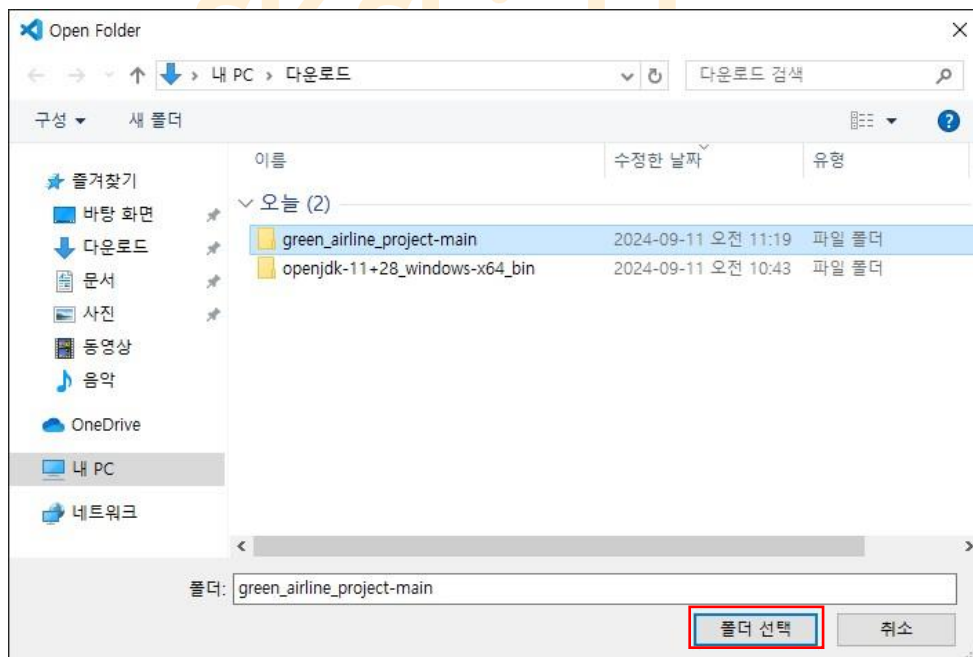 Open Folder
내 PC > 다운로드
다운로드 검색
구성
새 폴더
이름 수정한 날짜 유형
즐겨찾기
바탕 화면
다운로드
문서
사진
동영상
음악
OneDrive
내 PC
네트워크
오늘 (2)
green_airline_project-main 2024-09-11 오전 11:19 파일 폴더
openjdk-11+28_windows-x64_bin 2024-09-11 오전 10:43 파일 폴더
폴더: green_airline_project-main
폴더 선택 취소